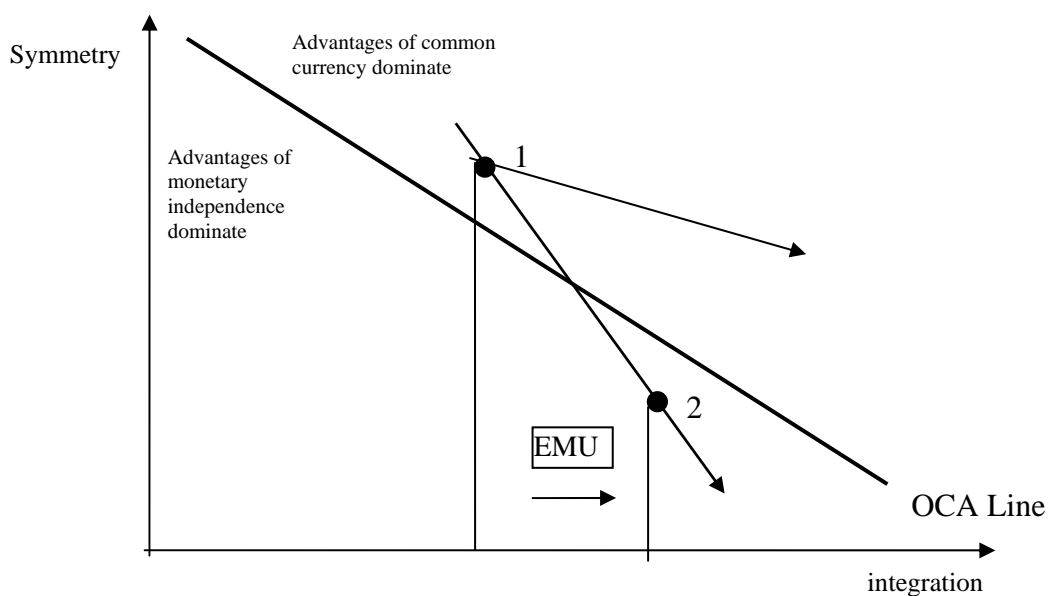 Symmetry
Advantages of common
currency dominate
Advantages of
monetary
independence
dominate
1
2
EMU
OCA Line
integration